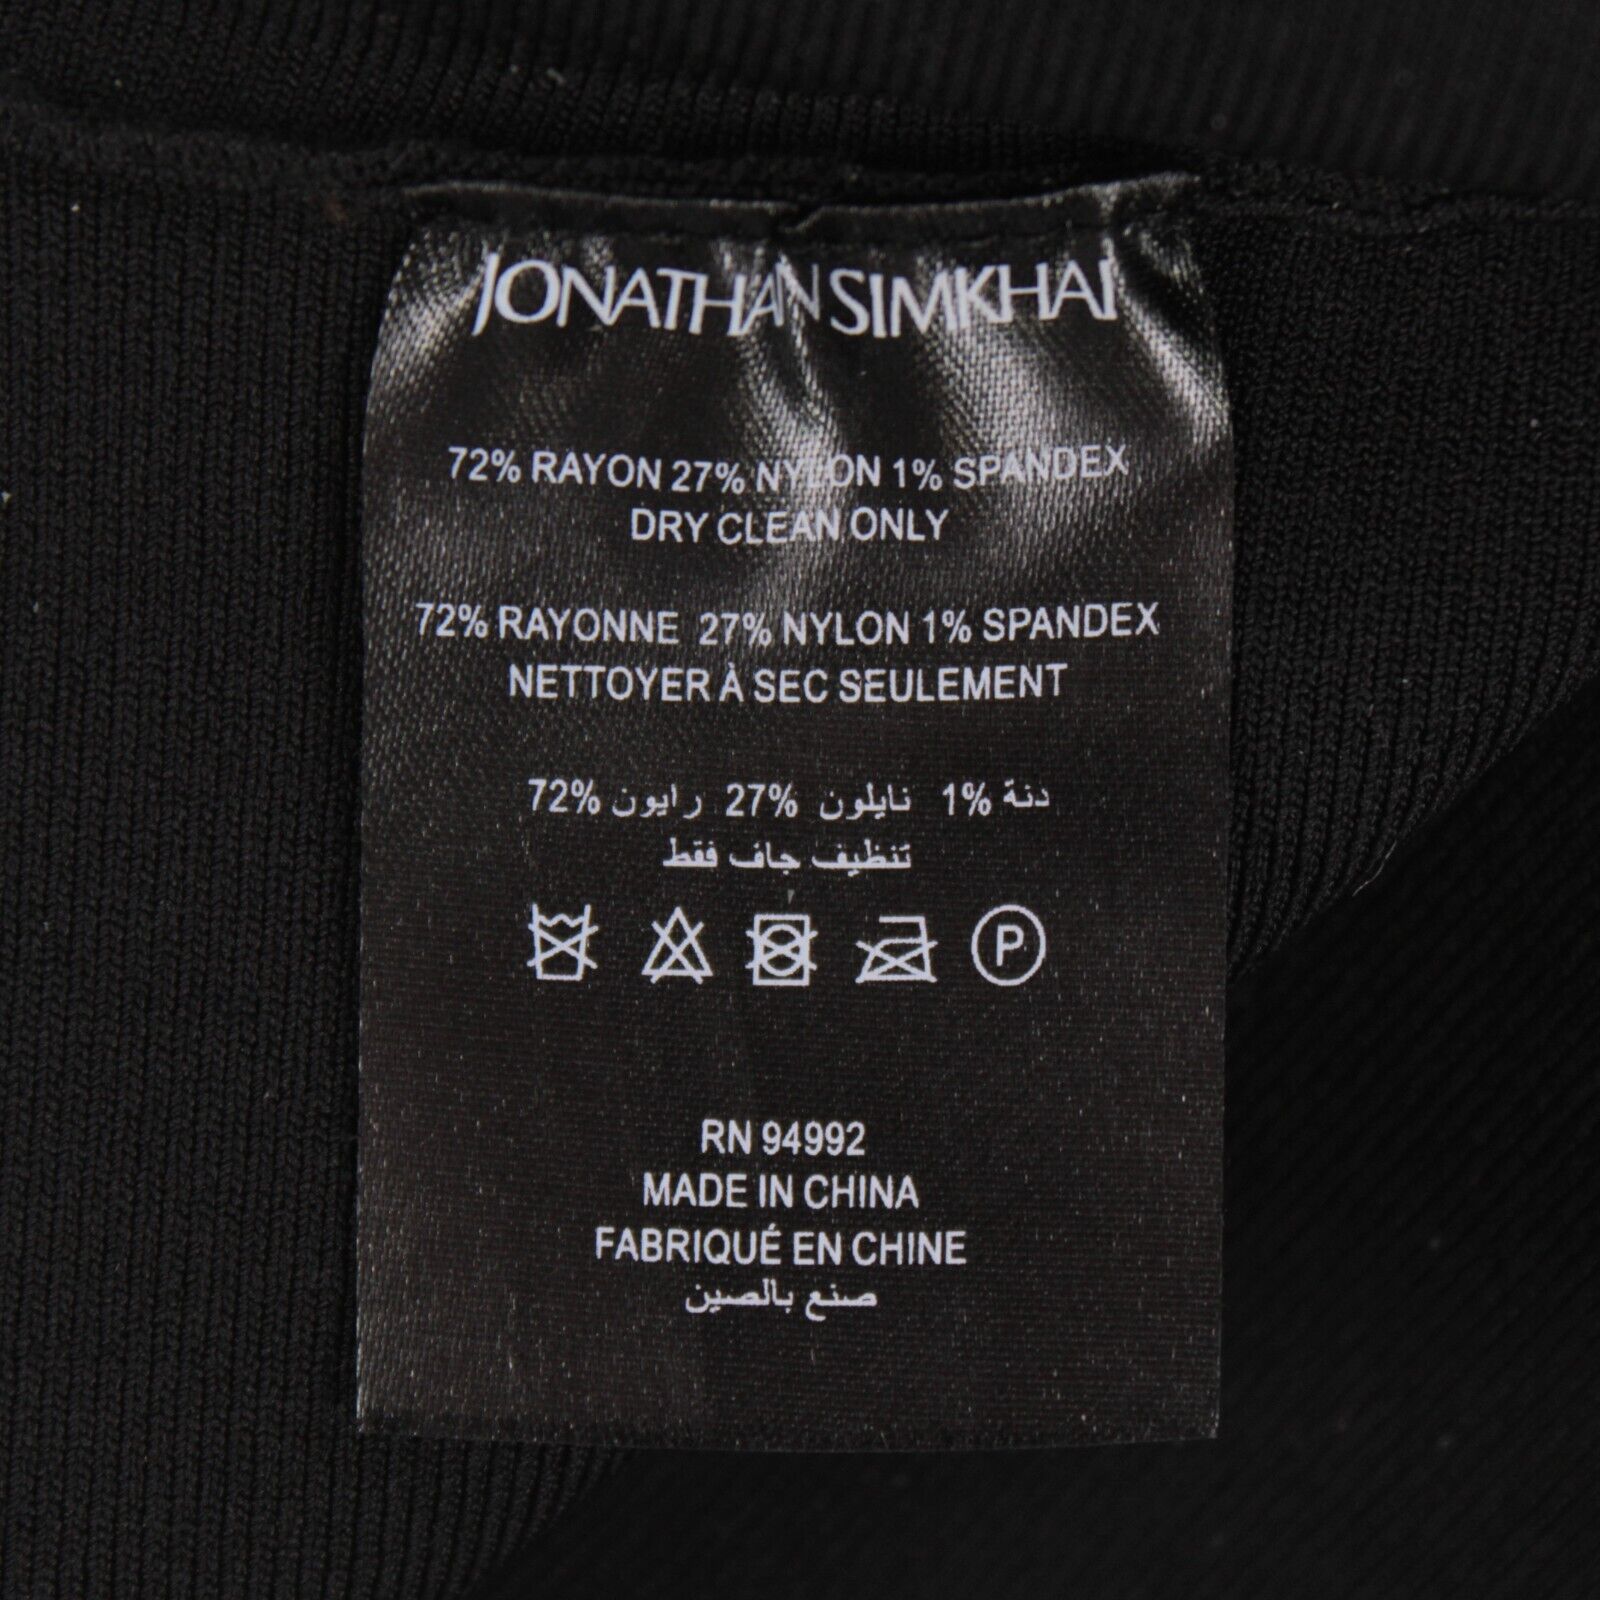 JONATHAN SIMKHAI
72% RAYON 27% NYLON 1% SPANDEX
DRY CLEAN ONLY
72% RAYONNE 27% NYLON 1% SPANDEX
NETTOYER À SEC SEULEMENT
72% رايون 27% نايلون 1% دنة
تنظيف جاف فقط
P
RN 94992
MADE IN CHINA
FABRIQUÉ EN CHINE
صنع بالصين